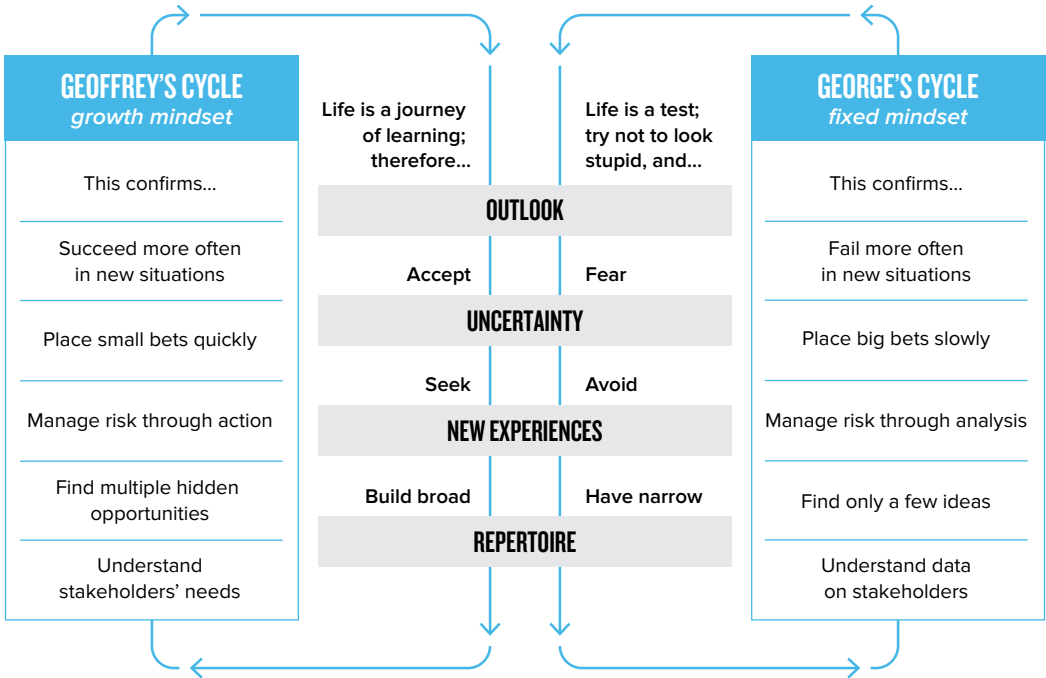 GEOFFREY'S CYCLE
growth mindset
This confirms...
Succeed more often
in new situations
Place small bets quickly
Manage risk through action
Find multiple hidden
opportunities
Understand
stakeholders' needs
Life is a journey
of learning;
therefore...
Life is a test;
try not to look
stupid, and...
OUTLOOK
Accept
Fear
UNCERTAINTY
Seek
Avoid
NEW EXPERIENCES
Build broad
Have narrow
REPERTOIRE
GEORGE'S CYCLE
fixed mindset
This confirms...
Fail more often
in new situations
Place big bets slowly
Manage risk through analysis
Find only a few ideas
Understand data
on stakeholders